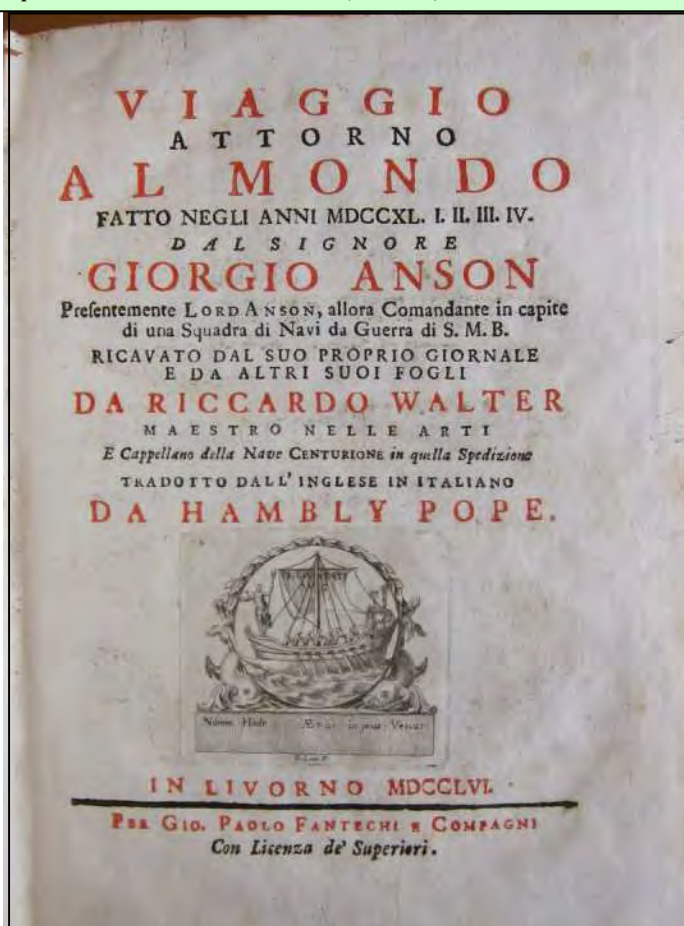 VIAGGIO
ATTORNO
AL MONDO
FATTO NEGLI ANNI MDCCXL. I. II. III. IV.
DAL SIGNORE
GIORGIO ANSON
Preſentemente LORD ANSON, allora Comandante in capite
di una Squadra di Navi da Guerra di S. M. B.
RICAVATO DAL SUO PROPRIO GIORNALE
E DA ALTRI SUOI FOGLI
DA RICCARDO WALTER
MAESTRO NELLE ARTI
E Cappellano della Nave CENTURIONE in quella Spedizione
TRADOTTO DALL' INGLESE IN ITALIANO
DA HAMBLY POPE.
IN LIVORNO MDCCLVI.
PER GIO. PAOLO FANTECHI E COMPAGNI
Con Licenza de' Superiori.